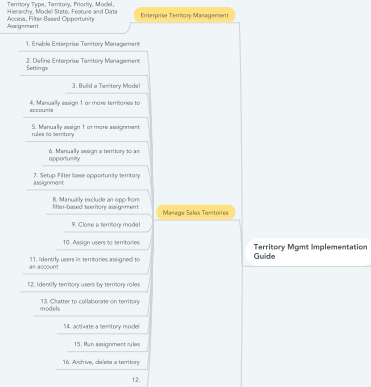 Territory Type, Territory, Priority, Model,
Hierarchy, Model State, Feature and Data
Access, Filter-Based Opportunity
Assignment
Enterprise Territory Management
1. Enable Enterprise Territory Management
2. Define Enterprise Territory Management
Settings
3. Build a Territory Model
4. Manually assign 1 or more territories to
accounts
5. Manually assign 1 or more assignment
rules to territory
6. Manually assign a territory to an
opportunity
7. Setup Filter base opportunity territory
assignment
8. Manually exclude an opp from
filter-based teeritory assignment
Manage Sales Territories
9. Clone a territory model
10. Assign users to territories
Territory Mgmt Implementation
Guide
11. Identify users in territories assigned to
an account
12. Identify territory users by territory roles
13. Chatter to collaborate on territory
models
14. activate a territory model
15. Run assignment rules
16. Archive, delete a territory
12.